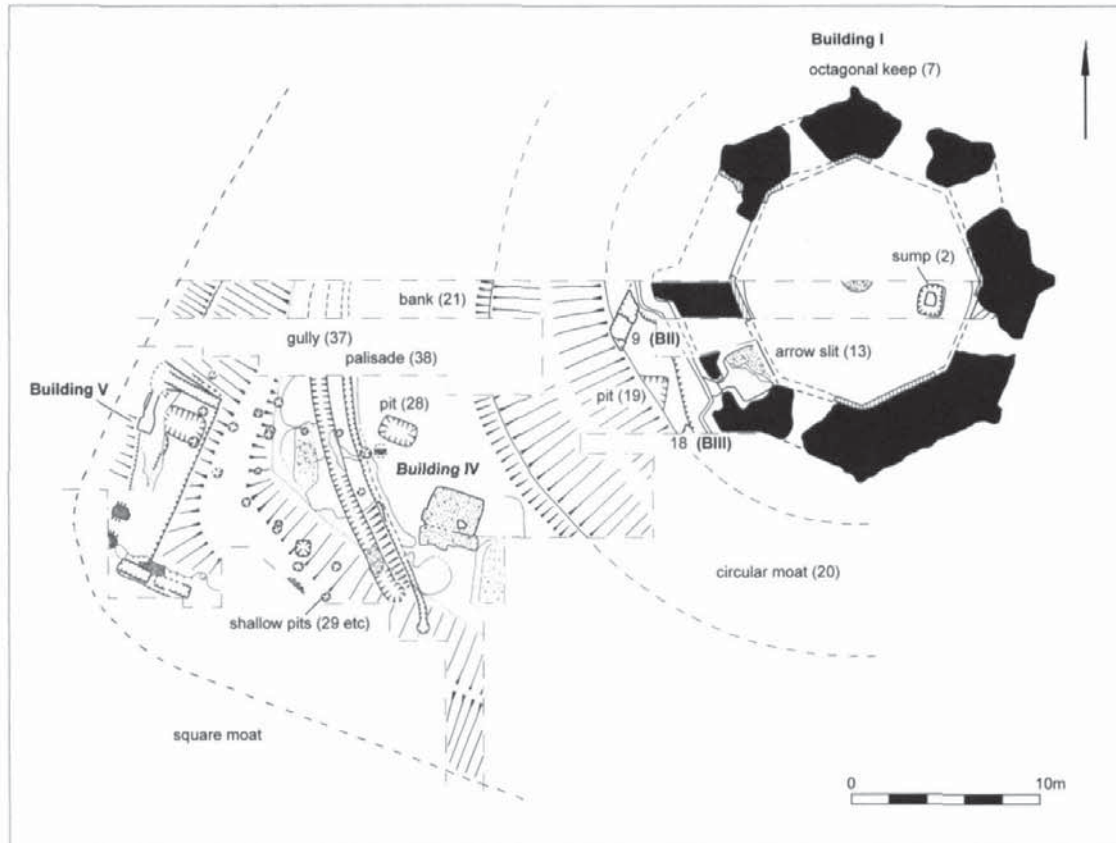 Building I
octagonal keep (7)
sump (2)
bank (21)
gully (37)
9 (BII)
arrow slit (13)
palisade (38)
Building V
pit (28)
pit (19)
18 (BIII)
Building IV
circular moat (20)
shallow pits (29 etc)
square moat
0 10m